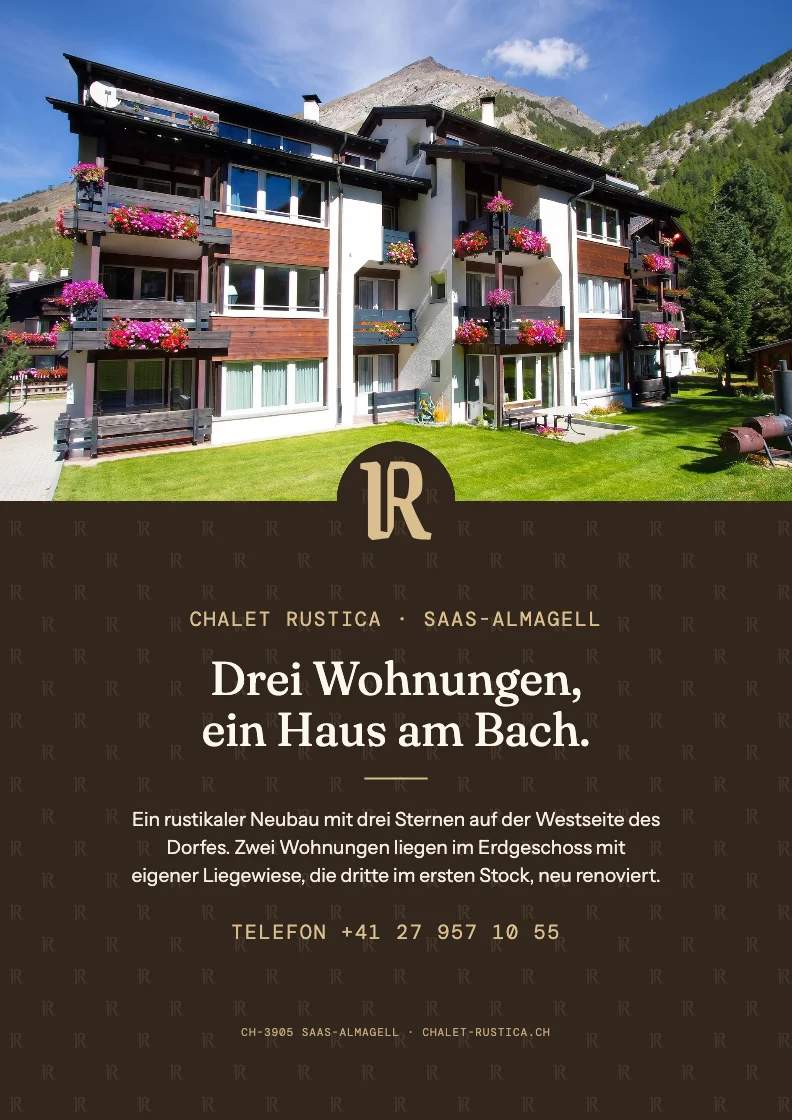 R
CHALET RUSTICA · SAAS-ALMAGELL
Drei Wohnungen,
ein Haus am Bach.
Ein rustikaler Neubau mit drei Sternen auf der Westseite des
Dorfes. Zwei Wohnungen liegen im Erdgeschoss mit
eigener Liegewiese, die dritte im ersten Stock, neu renoviert.
TELEFON +41 27 957 10 55
CH-3905 SAAS-ALMAGELL · CHALET-RUSTICA.CH